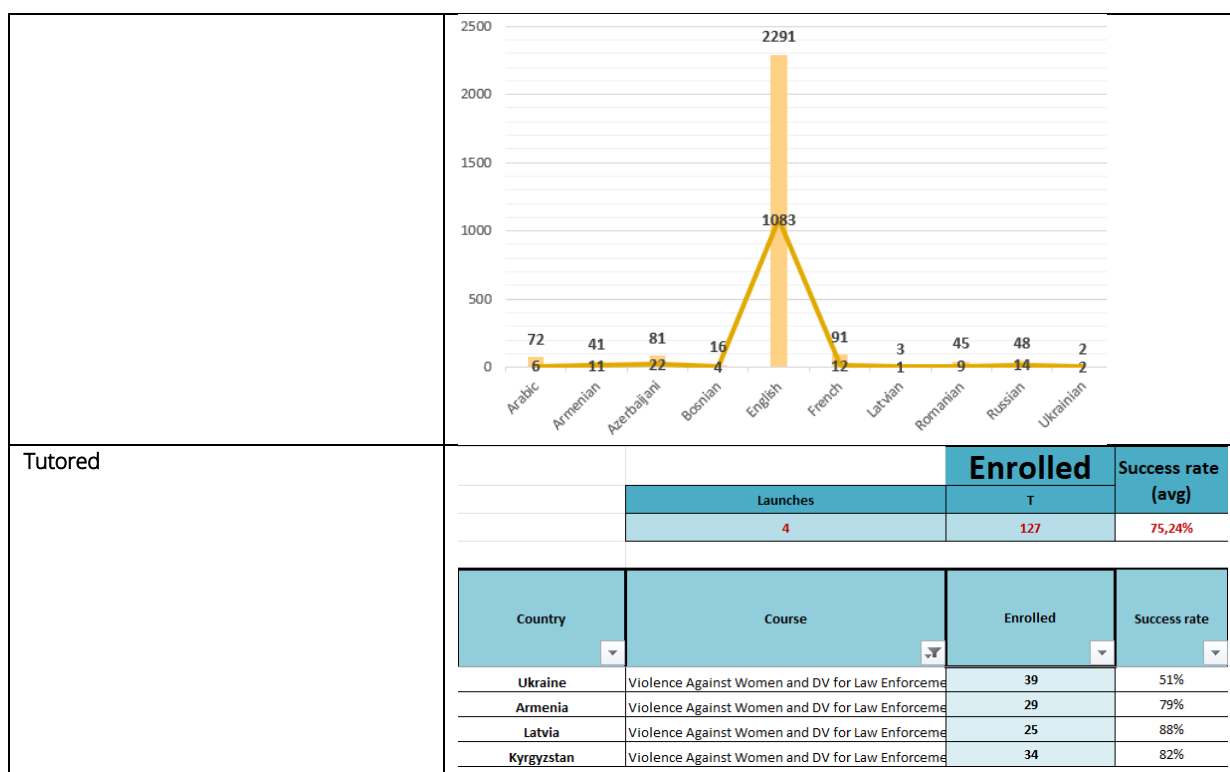 2500
2291
2000
1500
1083
1000
500
72 41 81 16 91 3 45 48 2
0 6 11 22 4 12 1 9 14 2
Arabic Armenian Azerbaijani Bosnian English French Latvian Romanian Russian Ukrainian
Tutored
Enrolled Success rate (avg)
Launches T
4 127 75,24%
Country Course Enrolled Success rate
Ukraine Violence Against Women and DV for Law Enforceme 39 51%
Armenia Violence Against Women and DV for Law Enforceme 29 79%
Latvia Violence Against Women and DV for Law Enforceme 25 88%
Kyrgyzstan Violence Against Women and DV for Law Enforceme 34 82%